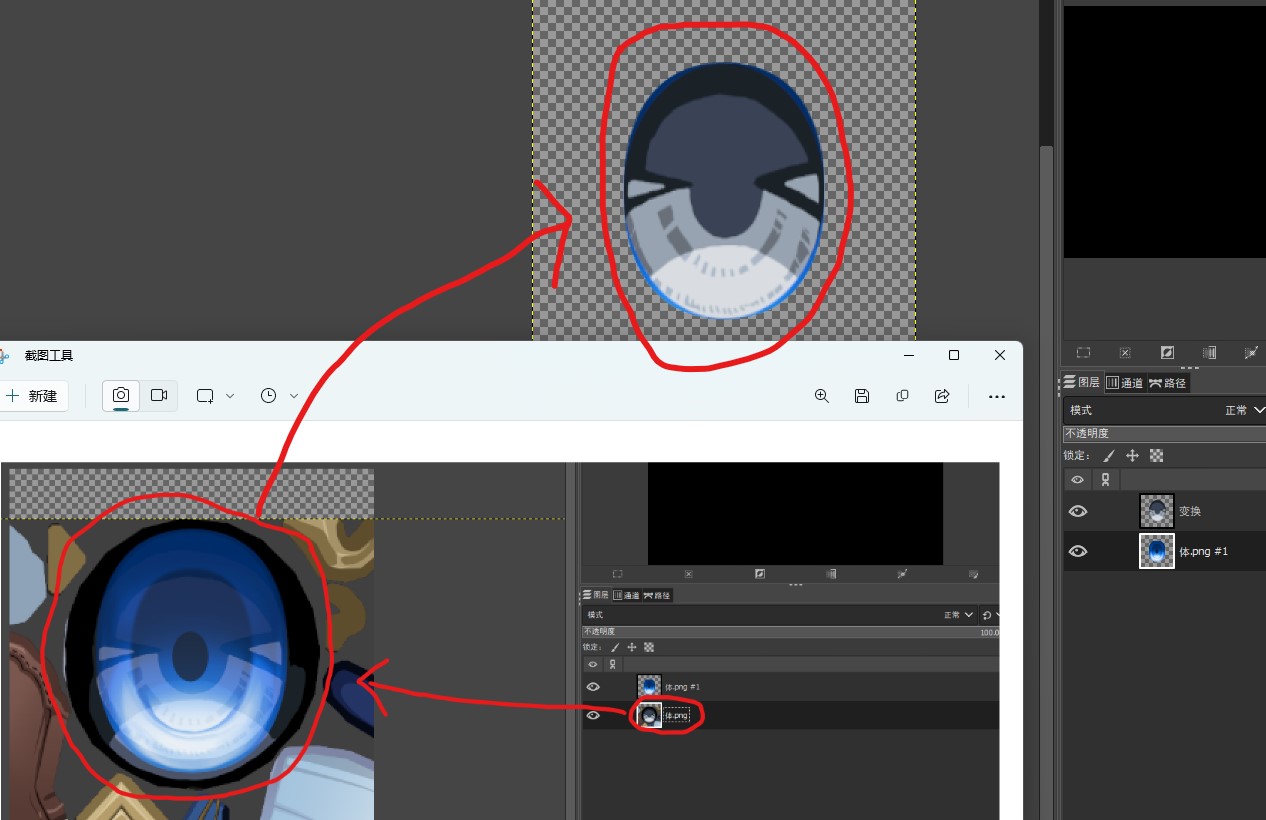 截图工具
新建
图层 通道 路径
模式 正常
不透明度
锁定:
变换
体.png #1
图层 通道 路径
模式 正常
不透明度 100.0
锁定:
体.png #1
体.png